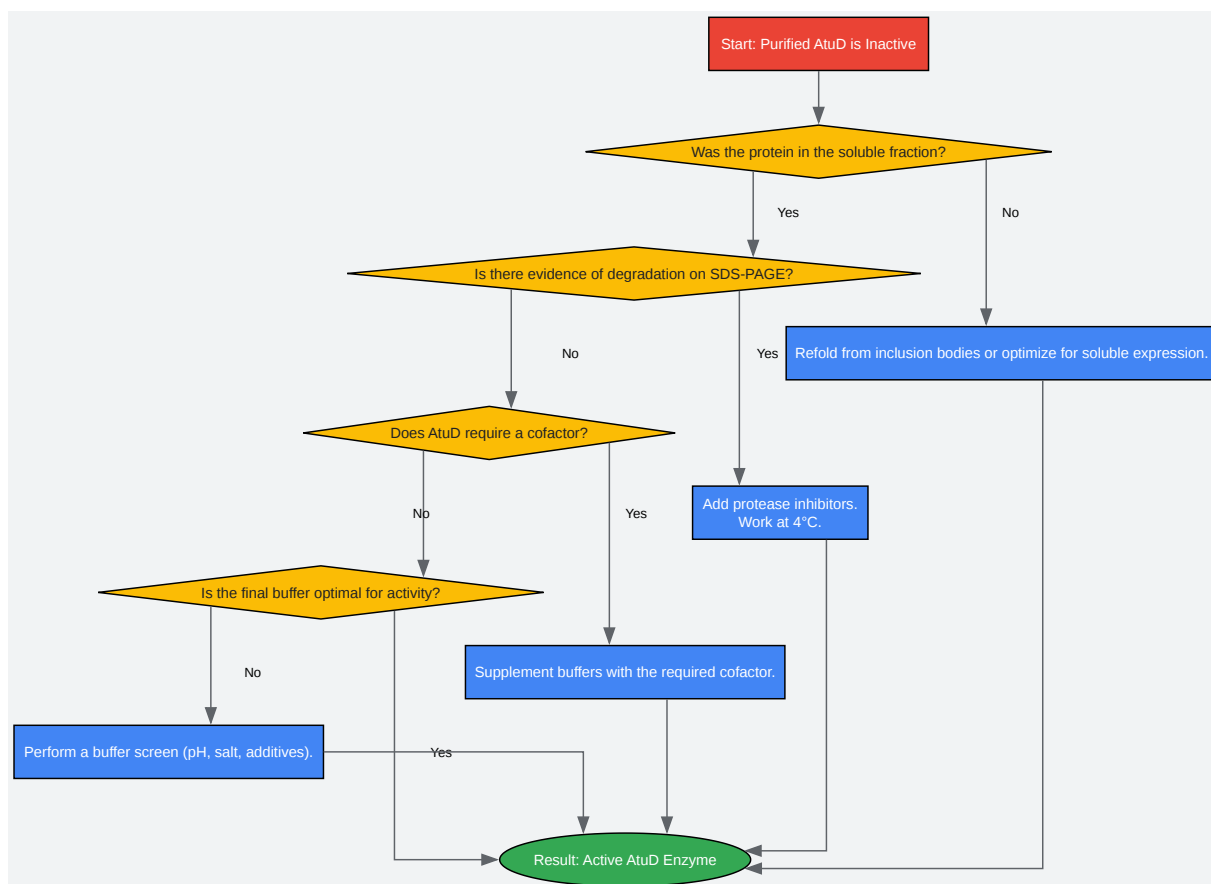 Start: Purified AtuD is Inactive
Was the protein in the soluble fraction?
Yes
No
Is there evidence of degradation on SDS-PAGE?
No
Yes
Refold from inclusion bodies or optimize for soluble expression.
Does AtuD require a cofactor?
No
Yes
Add protease inhibitors.
Work at 4°C.
Is the final buffer optimal for activity?
No
Supplement buffers with the required cofactor.
Perform a buffer screen (pH, salt, additives).
Yes
Result: Active AtuD Enzyme